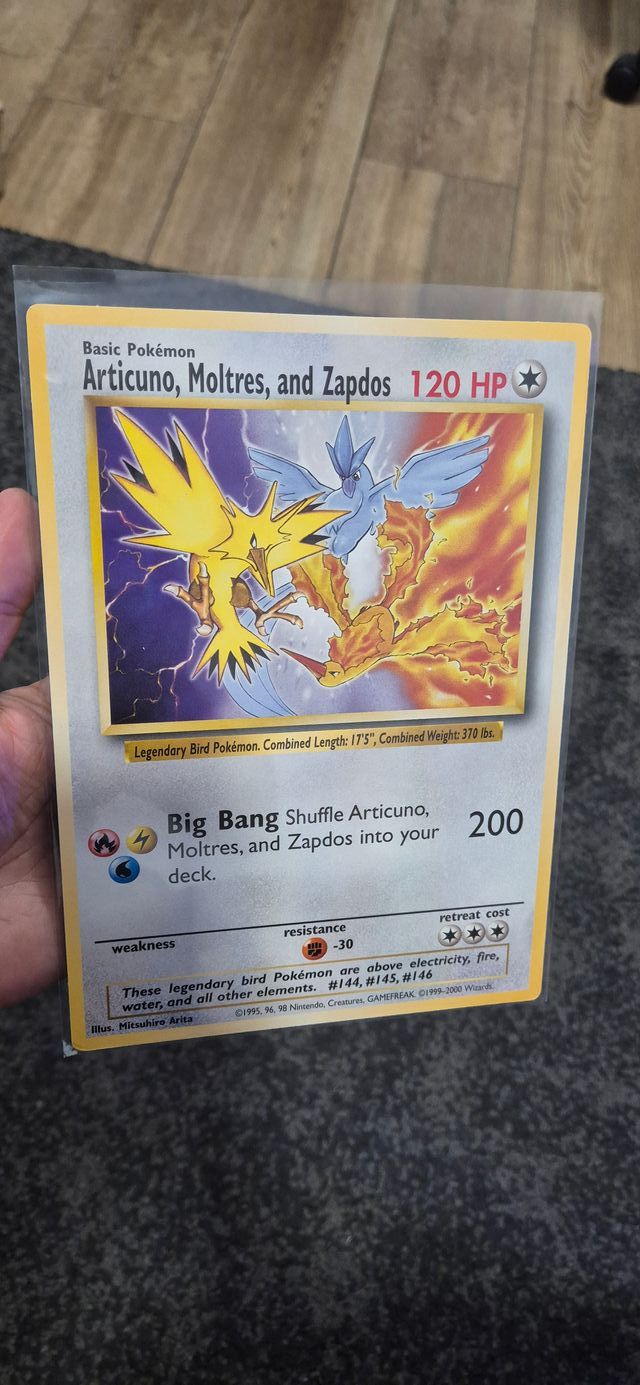 Basic Pokémon
Articuno, Moltres, and Zapdos 120 HP
Legendary Bird Pokémon. Combined Length: 17'5", Combined Weight: 370 lbs.
Big Bang Shuffle Articuno, 200
Moltres, and Zapdos into your
deck.
weakness resistance retreat cost
-30
These legendary bird Pokémon are above electricity, fire,
water, and all other elements. #144, #145, #146
Illus. Mitsuhiro Arita ©1995, 96, 98 Nintendo, Creatures, GAMEFREAK. ©1999-2000 Wizards.